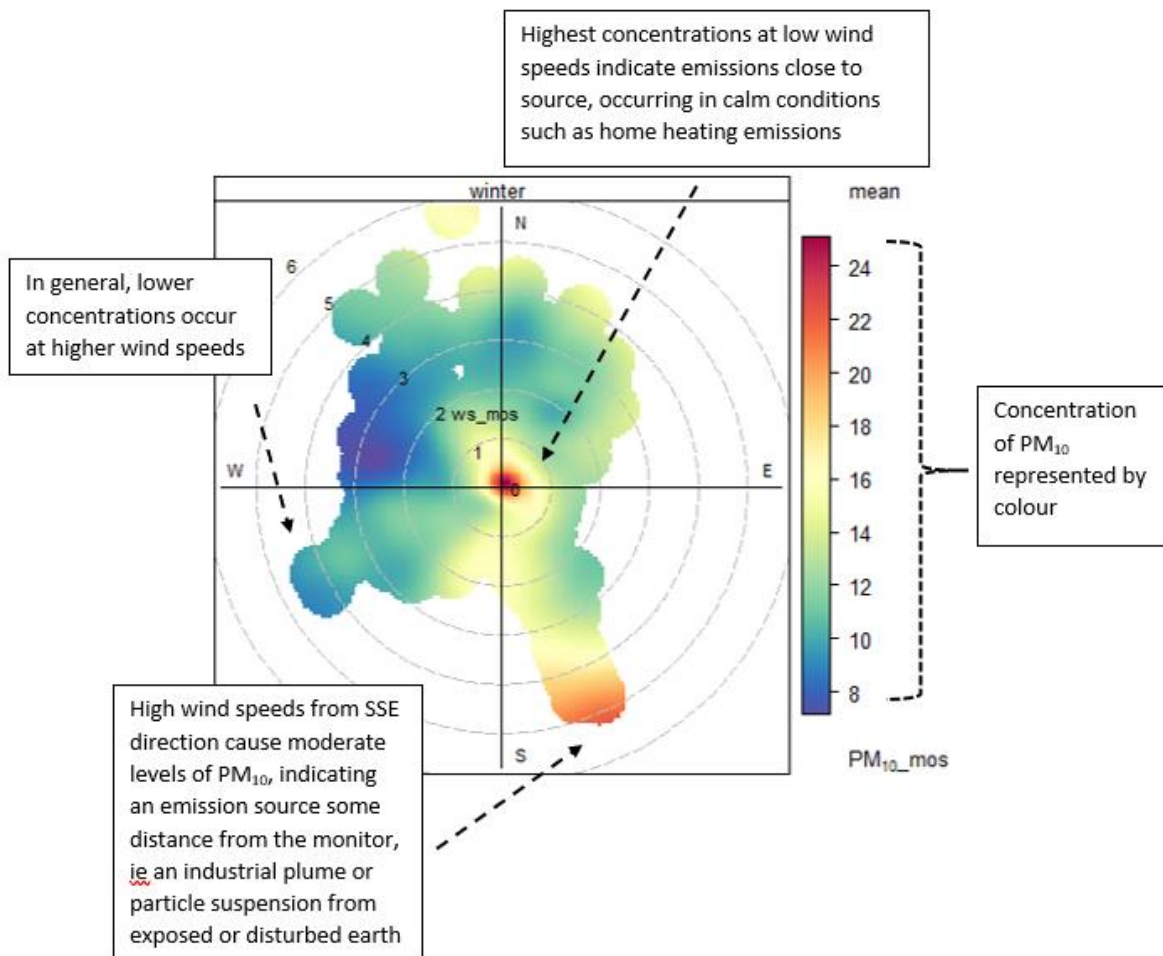 Highest concentrations at low wind
speeds indicate emissions close to
source, occurring in calm conditions
such as home heating emissions
winter
mean
N
6
5
4
3
2 ws_mos
1
0
W
E
S
In general, lower
concentrations occur
at higher wind speeds
24
22
20
18
16
14
12
10
8
PM₁₀_mos
Concentration
of PM₁₀
represented by
colour
High wind speeds from SSE
direction cause moderate
levels of PM₁₀, indicating
an emission source some
distance from the monitor,
ie an industrial plume or
particle suspension from
exposed or disturbed earth